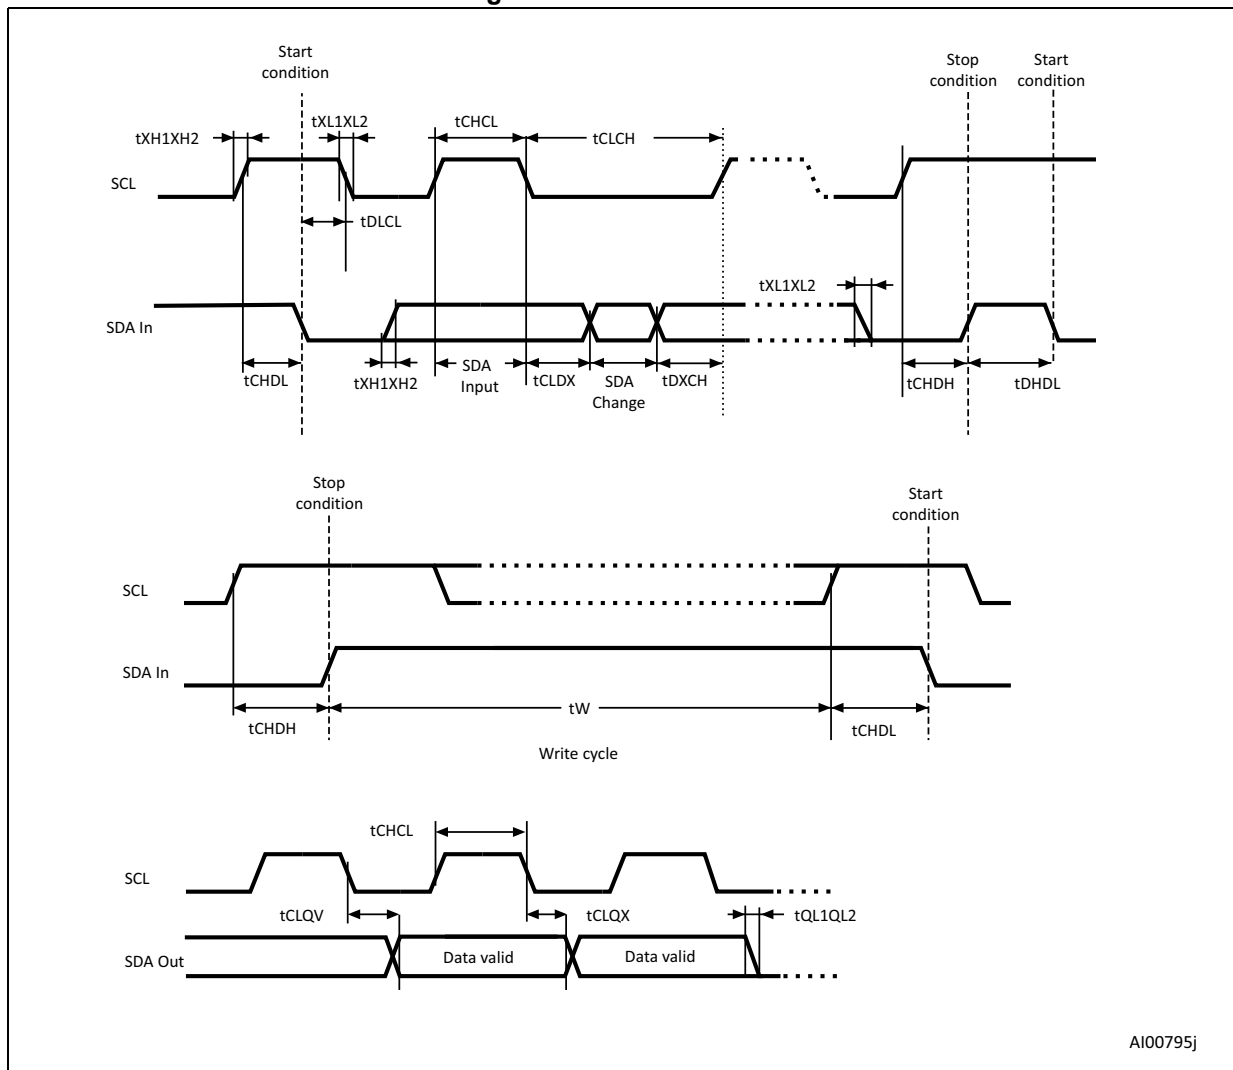 Start
condition
Stop
condition
Start
condition
tXH1XH2
tXL1XL2
tCHCL
tCLCH
SCL
tDLCL
tXL1XL2
SDA In
tCHDL
tXH1XH2
SDA
Input
tCLDX
SDA
Change
tDXCH
tCHDH
tDHDL
Stop
condition
Start
condition
SCL
SDA In
tCHDH
tW
tCHDL
Write cycle
tCHCL
SCL
tCLQV
tCLQX
tQL1QL2
SDA Out
Data valid
Data valid
AI00795j